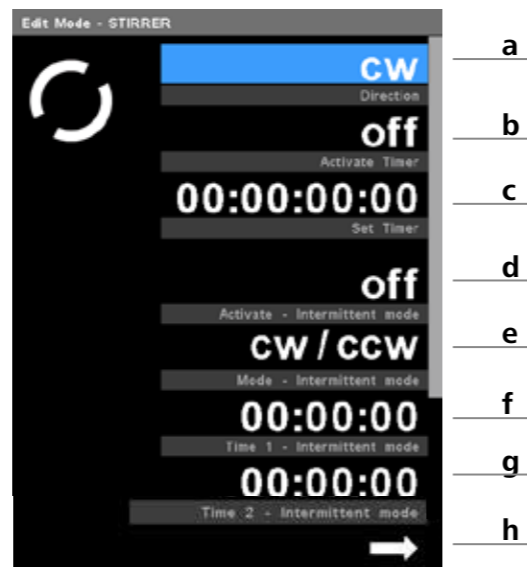 Edit Mode - STIRRER
cw
a
Direction
off
b
Activate Timer
00:00:00:00
c
Set Timer
off
d
Activate - Intermittent mode
cw / ccw
e
Mode - Intermittent mode
00:00:00
f
Time 1 - Intermittent mode
00:00:00
g
Time 2 - Intermittent mode
h